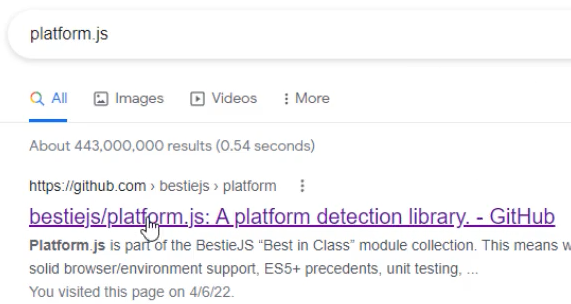 platform.js
All Images Videos More
About 443,000,000 results (0.54 seconds)
https://github.com › bestiejs › platform
bestiejs/platform.js: A platform detection library. - GitHub
Platform.js is part of the BestieJS “Best in Class” module collection. This means w
solid browser/environment support, ES5+ precedents, unit testing, ...
You visited this page on 4/6/22.